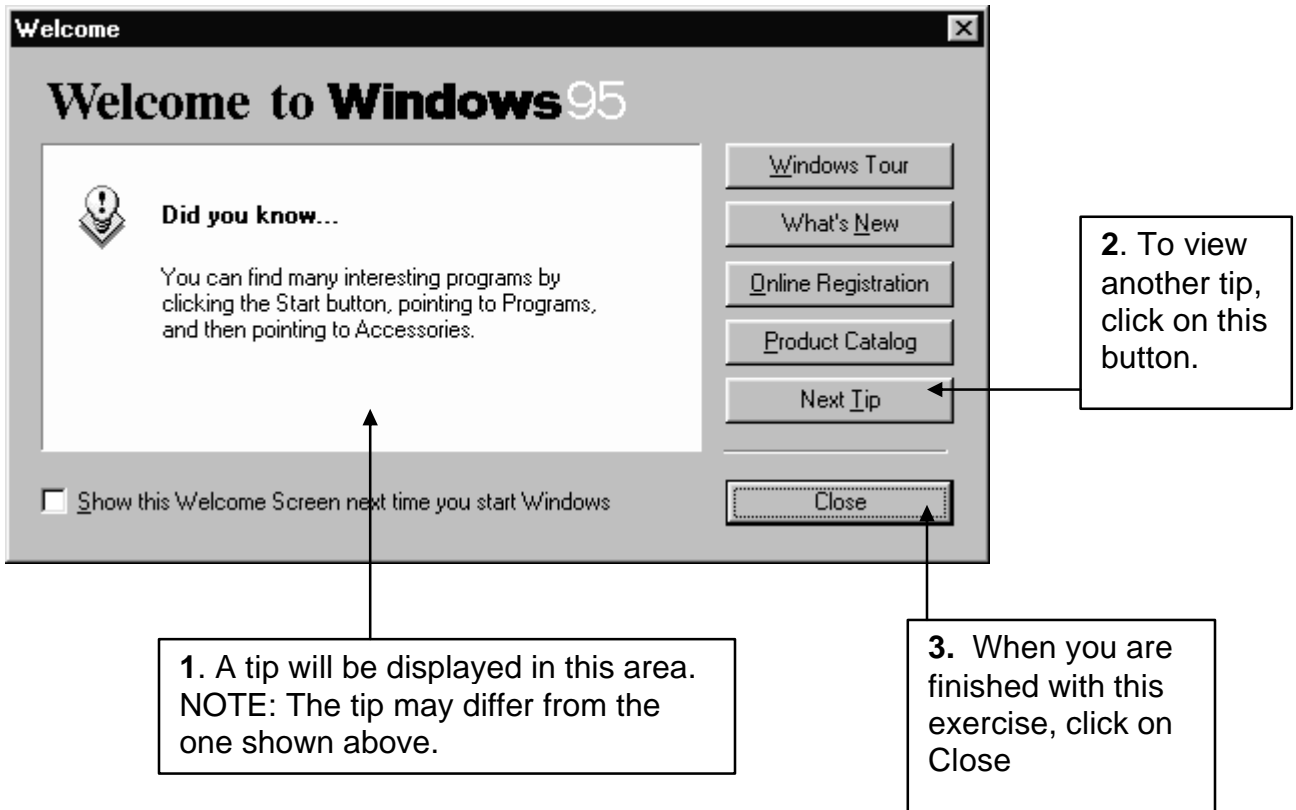 Welcome
Welcome to Windows95
Did you know...
You can find many interesting programs by
clicking the Start button, pointing to Programs,
and then pointing to Accessories.
Windows Tour
What's New
Online Registration
Product Catalog
Next Tip
Show this Welcome Screen next time you start Windows
Close
2. To view
another tip,
click on this
button.
1. A tip will be displayed in this area.
NOTE: The tip may differ from the
one shown above.
3. When you are
finished with this
exercise, click on
Close